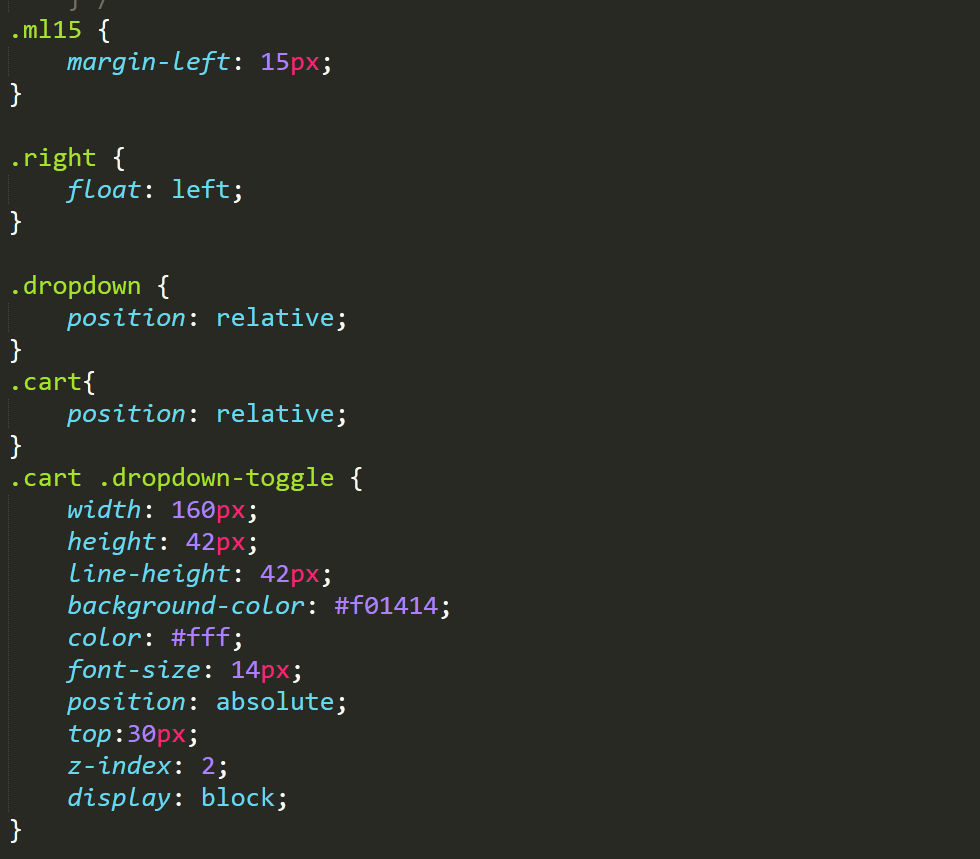 .ml15 {
    margin-left: 15px;
}

.right {
    float: left;
}

.dropdown {
    position: relative;
}
.cart{
    position: relative;
}
.cart .dropdown-toggle {
    width: 160px;
    height: 42px;
    line-height: 42px;
    background-color: #f01414;
    color: #fff;
    font-size: 14px;
    position: absolute;
    top:30px;
    z-index: 2;
    display: block;
}